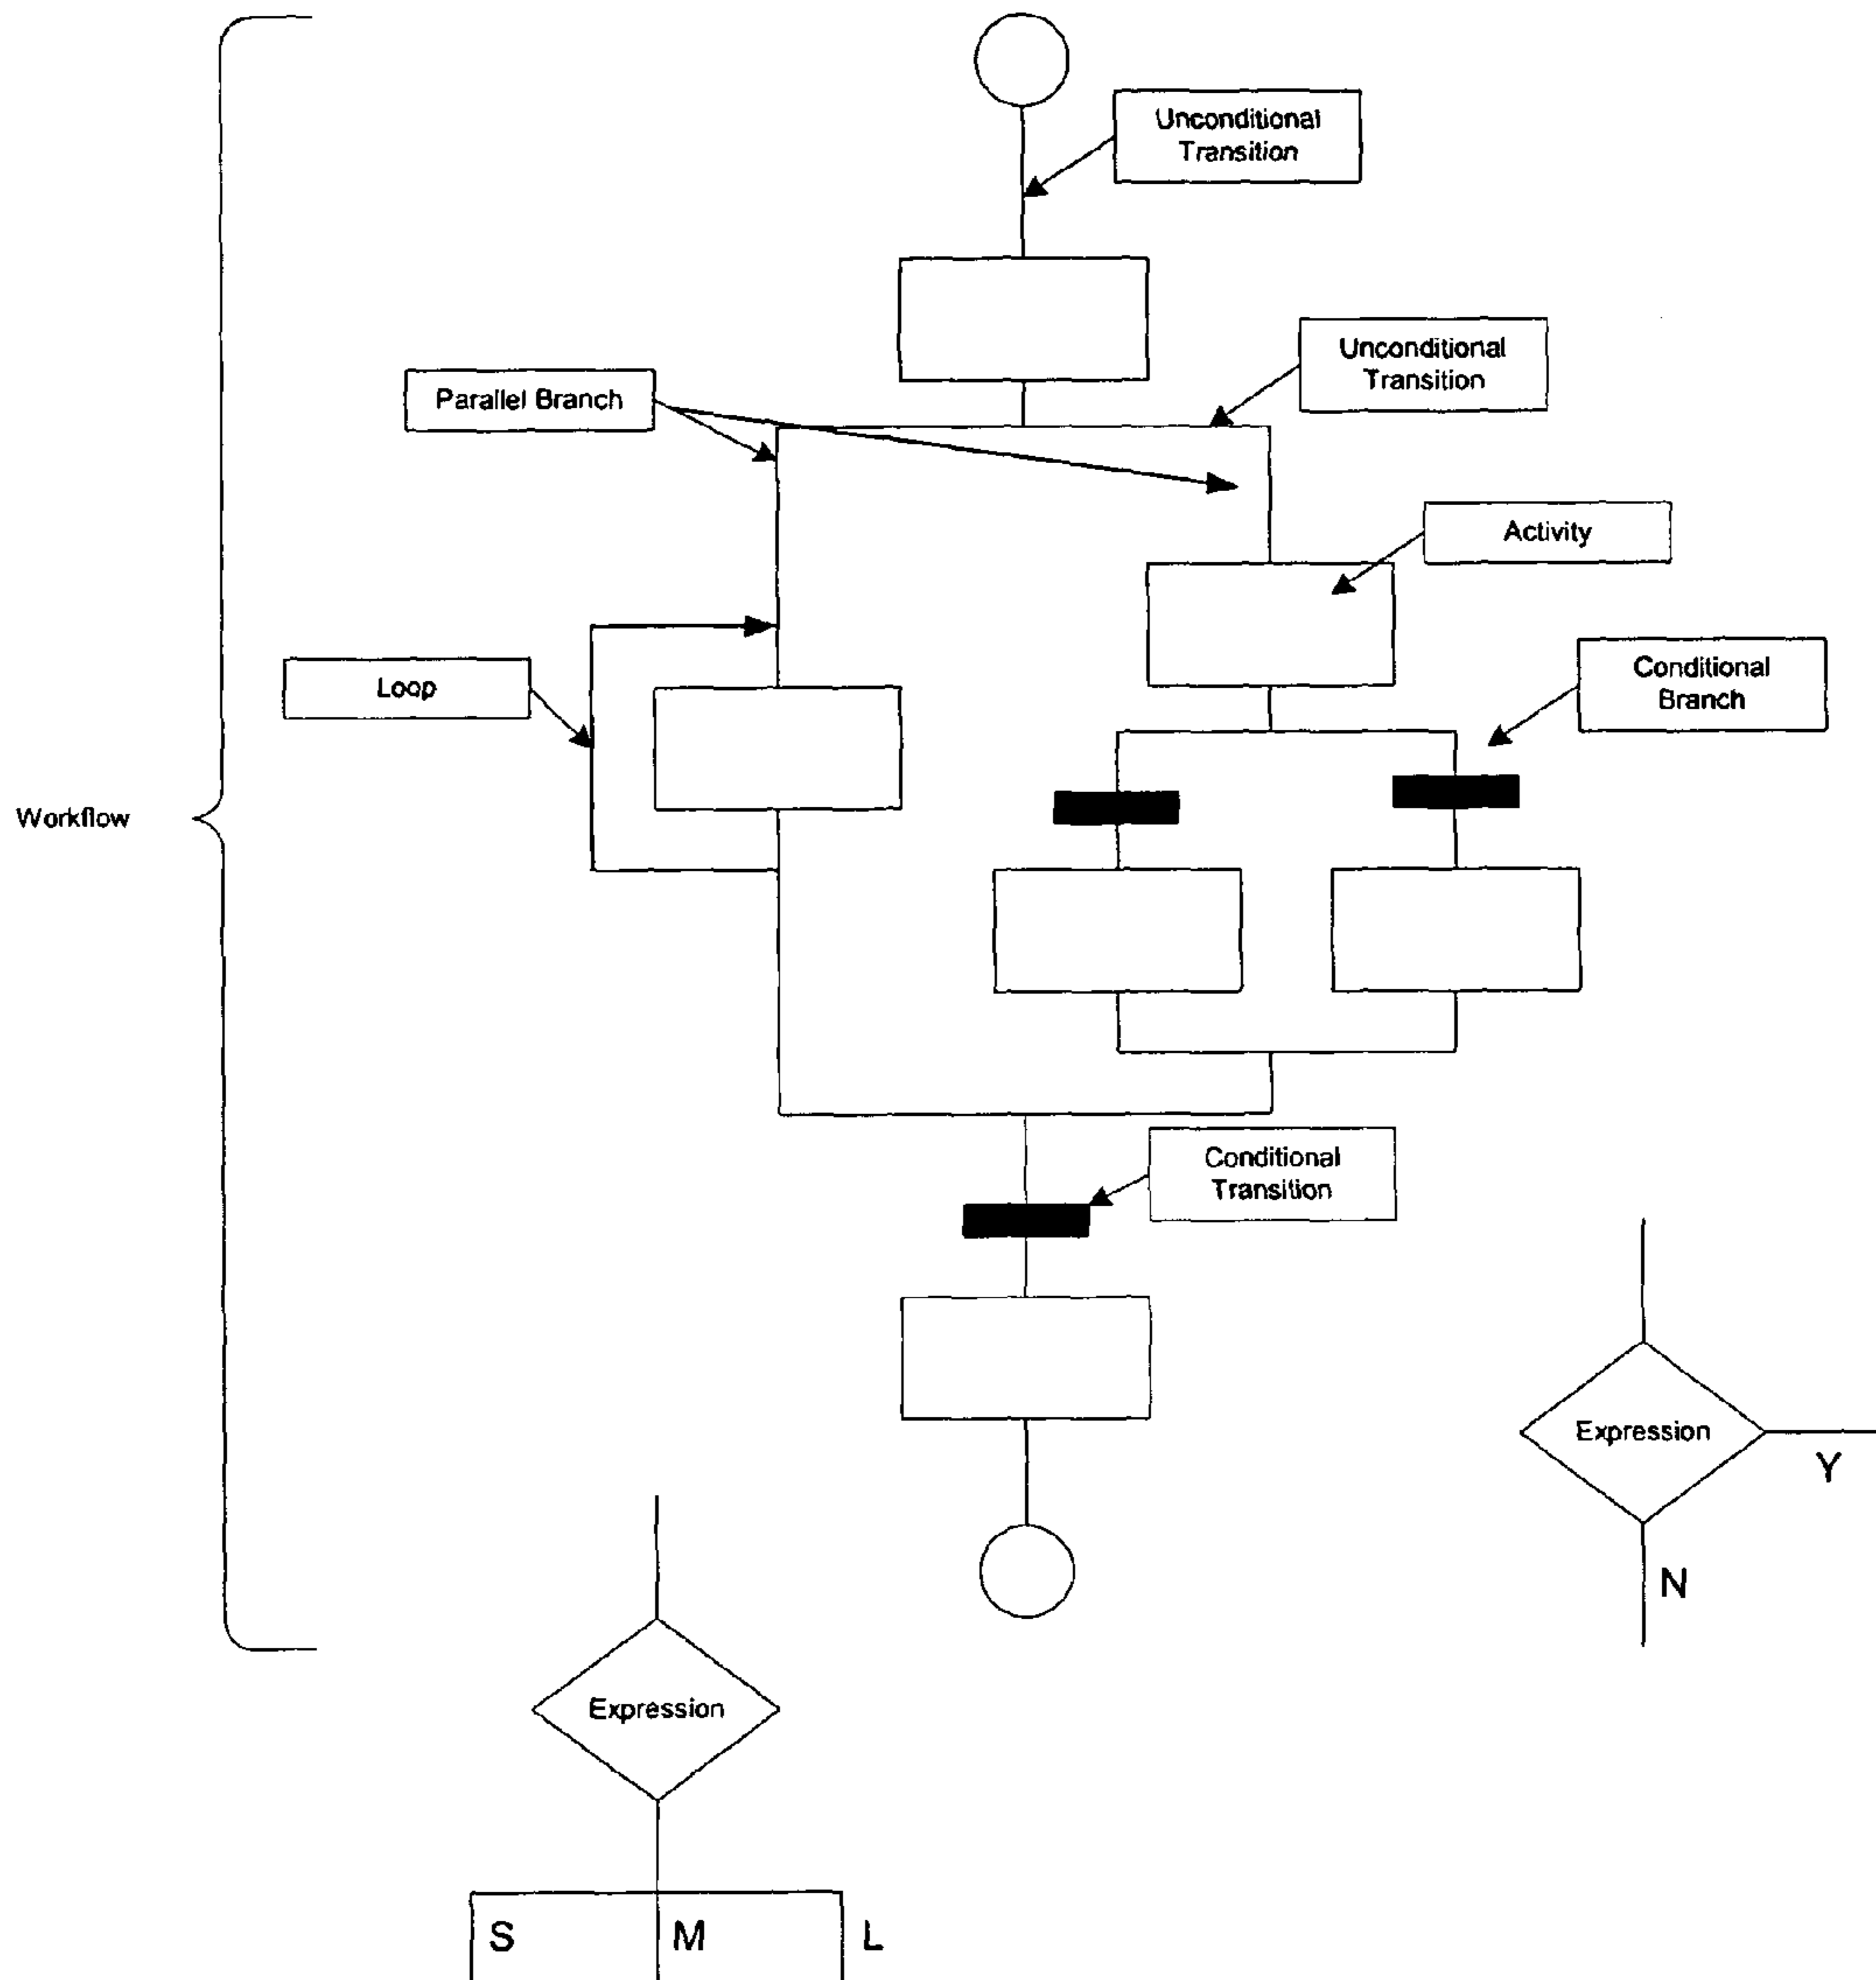 Unconditional
Transition
Unconditional
Transition
Parallel Branch
Activity
Loop
Conditional
Branch
Workflow
Conditional
Transition
Expression
Y
N
Expression
S
M
L